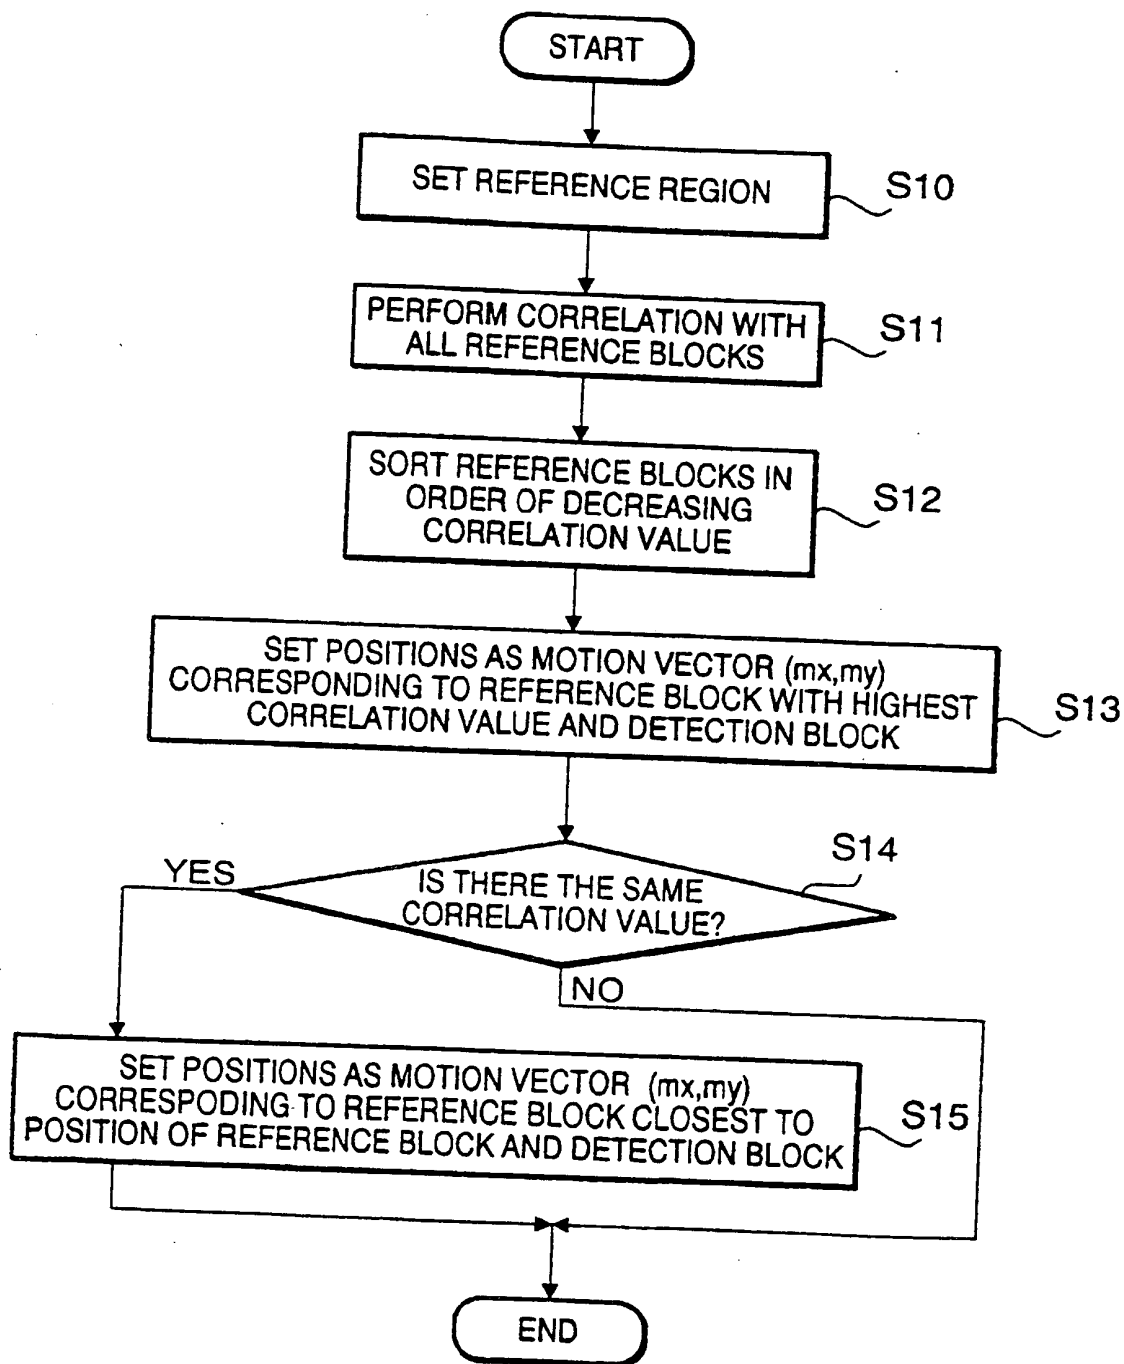 START
SET REFERENCE REGION
S10
PERFORM CORRELATION WITH
ALL REFERENCE BLOCKS
S11
SORT REFERENCE BLOCKS IN
ORDER OF DECREASING
CORRELATION VALUE
S12
SET POSITIONS AS MOTION VECTOR (mx,my)
CORRESPONDING TO REFERENCE BLOCK WITH HIGHEST
CORRELATION VALUE AND DETECTION BLOCK
S13
S14
YES
IS THERE THE SAME
CORRELATION VALUE?
NO
SET POSITIONS AS MOTION VECTOR (mx,my)
CORRESPODING TO REFERENCE BLOCK CLOSEST TO
POSITION OF REFERENCE BLOCK AND DETECTION BLOCK
S15
END